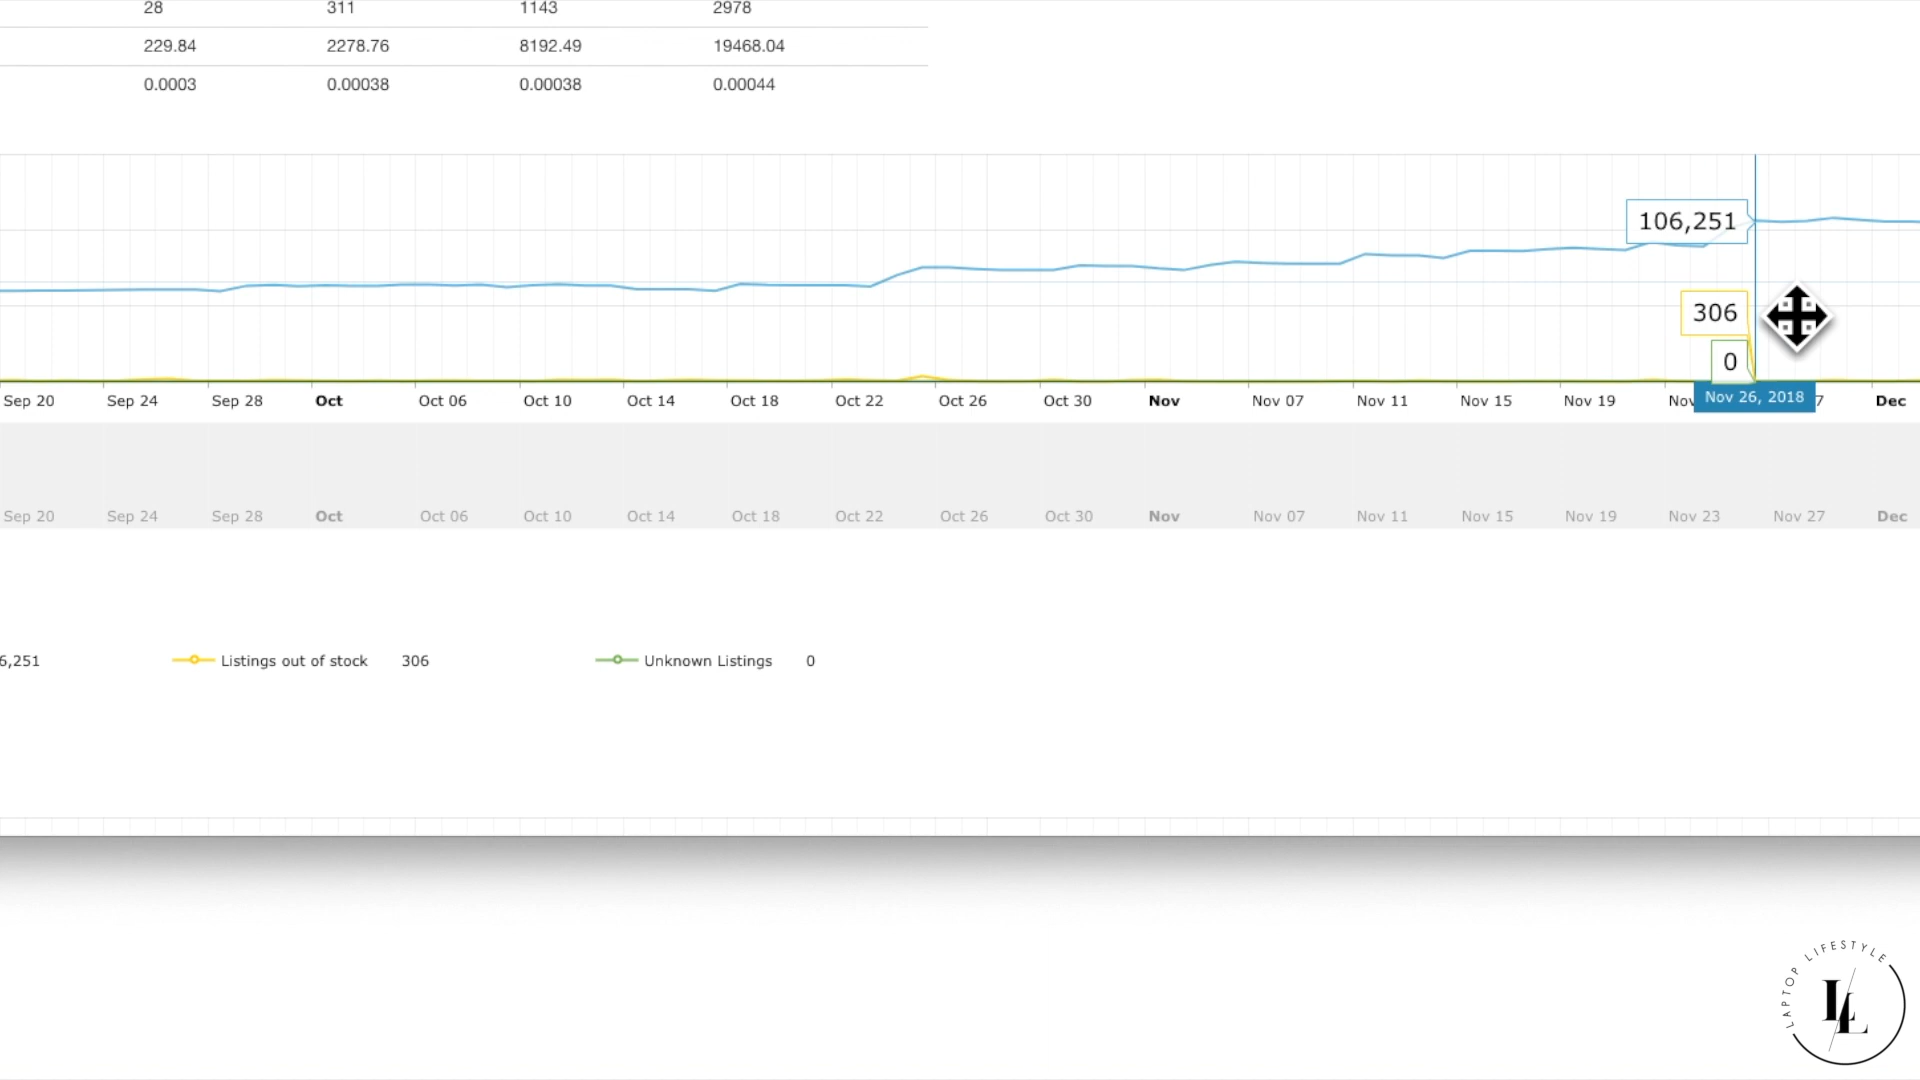 28 311 1143 2978
229.84 2278.76 8192.49 19468.04
0.0003 0.00038 0.00038 0.00044
106,251
306
0
Sep 20 Sep 24 Sep 28 Oct Oct 06 Oct 10 Oct 14 Oct 18 Oct 22 Oct 26 Oct 30 Nov Nov 07 Nov 11 Nov 15 Nov 19 Nov Nov 26, 2018 7 Dec
Sep 20 Sep 24 Sep 28 Oct Oct 06 Oct 10 Oct 14 Oct 18 Oct 22 Oct 26 Oct 30 Nov Nov 07 Nov 11 Nov 15 Nov 19 Nov 23 Nov 27 Dec
6,251 Listings out of stock 306 Unknown Listings 0
LAPTOP LIFESTYLE
LL